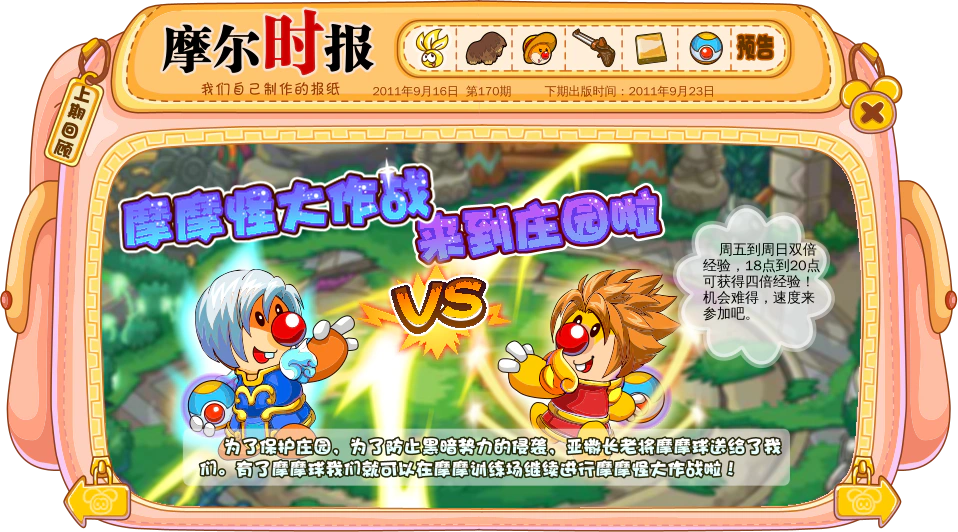 摩尔时报
预告
我们自己制作的报纸
2011年9月16日 第170期
下期出版时间：2011年9月23日
上期回顾
摩摩怪大作战
来到庄园啦
周五到周日双倍
经验，18点到20点
可获得四倍经验！
机会难得，速度来
参加吧。
VS
为了保护庄园，为了防止黑暗势力的侵袭，亚撒长老将摩摩球送给了我
们。有了摩摩球我们就可以在摩摩训练场继续进行摩摩怪大作战啦！